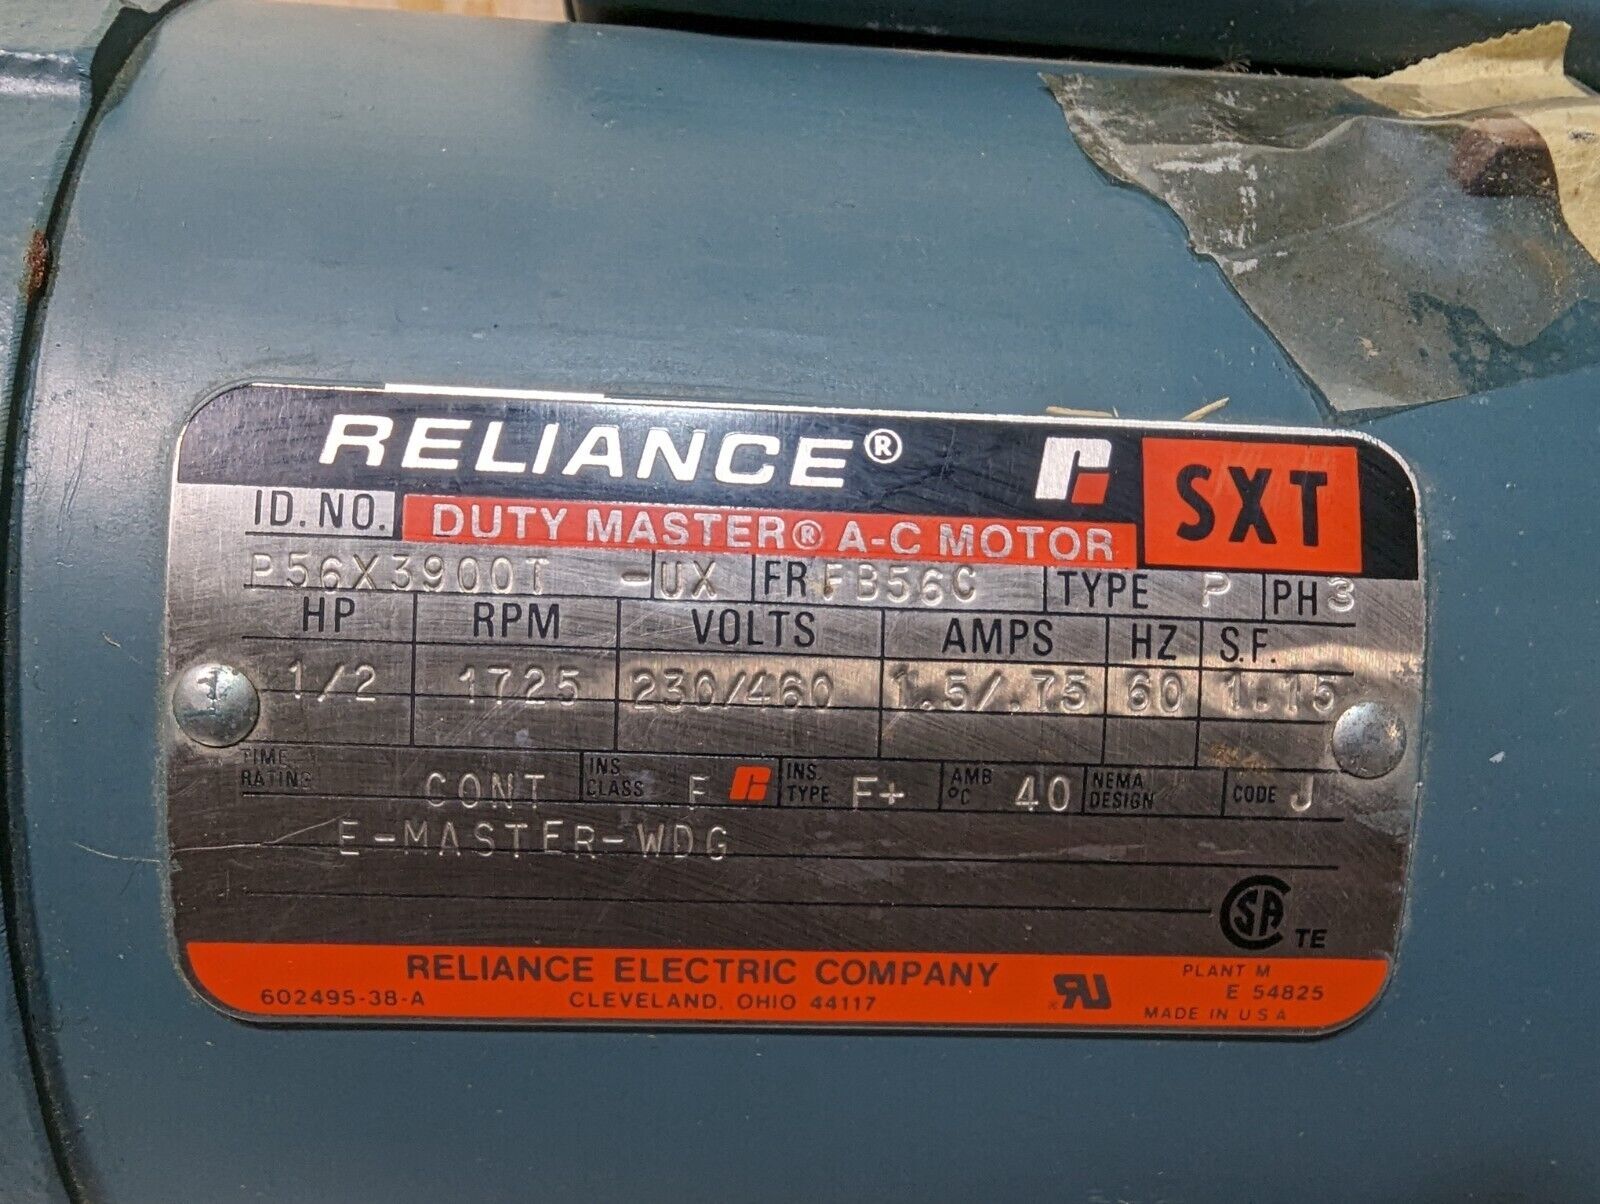 RELIANCE® SXT
ID. NO. DUTY MASTER® A-C MOTOR
P56X3900T -UX FR FB56C TYPE P PH 3
HP RPM VOLTS AMPS HZ S.F.
1/2 1725 230/460 1.5/.75 60 1.15
TIME RATING CONT INS. CLASS F INS. TYPE F+ AMB °C 40 NEMA DESIGN CODE J
E-MASTER-WDG
CSA TE
RELIANCE ELECTRIC COMPANY
602495-38-A CLEVELAND, OHIO 44117
PLANT M
E 54825
MADE IN USA